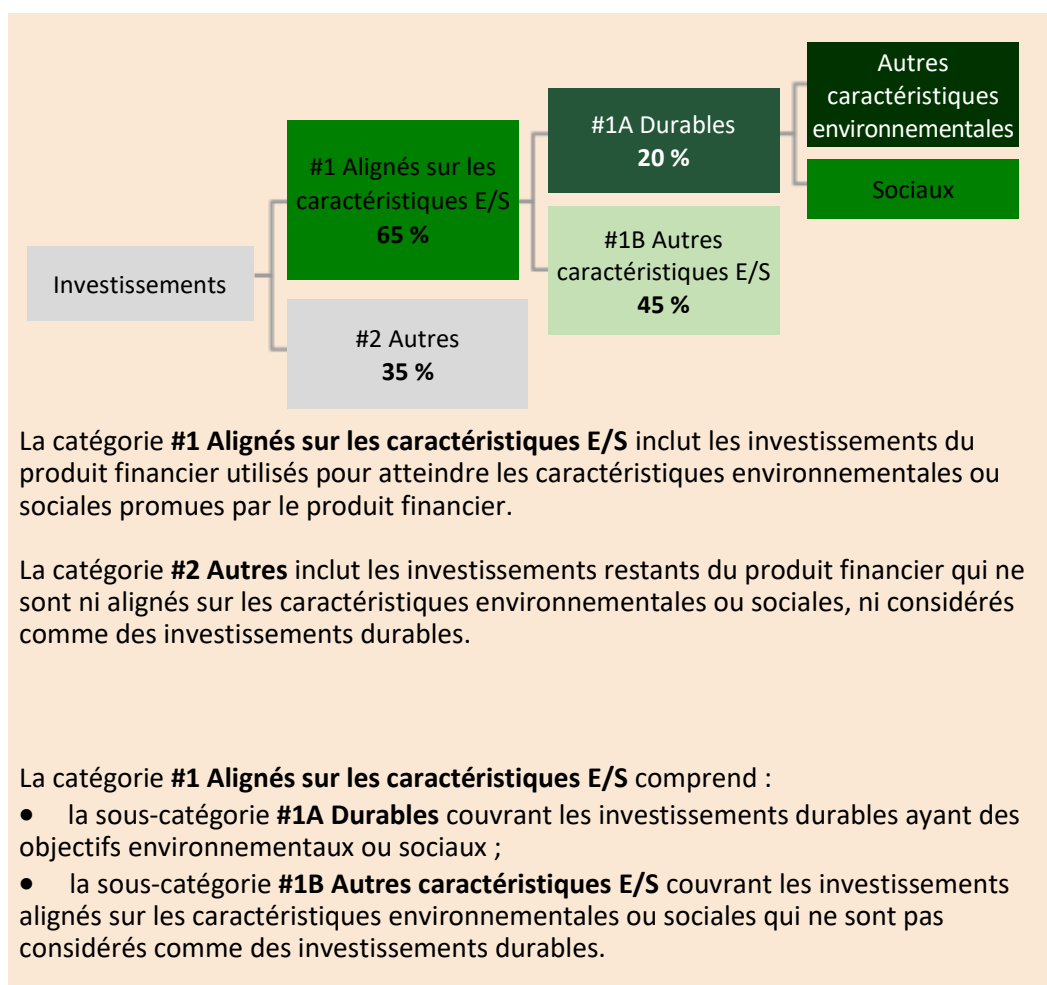 Investissements
#1 Alignés sur les
caractéristiques E/S
65 %
#2 Autres
35 %
#1A Durables
20 %
#1B Autres
caractéristiques E/S
45 %
Autres
caractéristiques
environnementales
Sociaux
La catégorie #1 Alignés sur les caractéristiques E/S inclut les investissements du
produit financier utilisés pour atteindre les caractéristiques environnementales ou
sociales promues par le produit financier.
La catégorie #2 Autres inclut les investissements restants du produit financier qui ne
sont ni alignés sur les caractéristiques environnementales ou sociales, ni considérés
comme des investissements durables.
La catégorie #1 Alignés sur les caractéristiques E/S comprend :
• la sous-catégorie #1A Durables couvrant les investissements durables ayant des
objectifs environnementaux ou sociaux ;
• la sous-catégorie #1B Autres caractéristiques E/S couvrant les investissements
alignés sur les caractéristiques environnementales ou sociales qui ne sont pas
considérés comme des investissements durables.